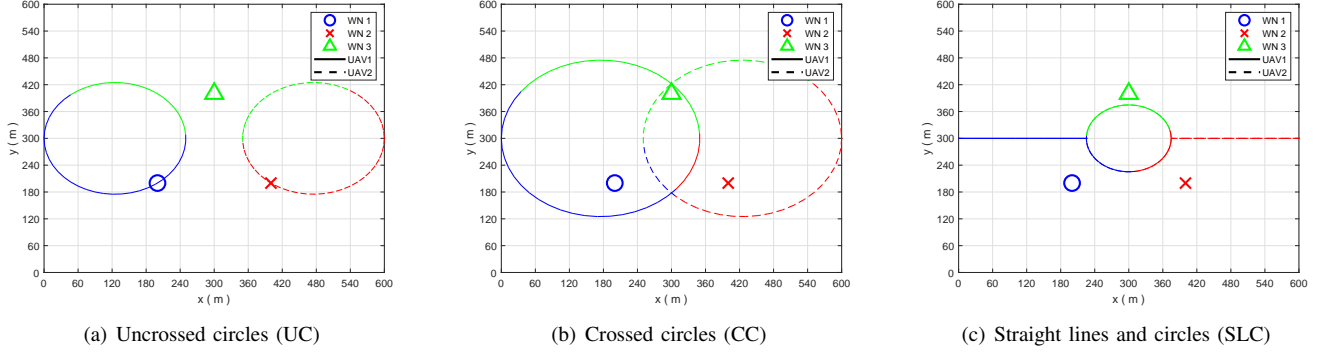 600
540
480
420
360
300
240
180
120
60
0
y ( m )
0 60 120 180 240 300 360 420 480 540 600
x ( m )
WN 1
WN 2
WN 3
UAV1
UAV2
(a) Uncrossed circles (UC)
600
540
480
420
360
300
240
180
120
60
0
y ( m )
0 60 120 180 240 300 360 420 480 540 600
x ( m )
WN 1
WN 2
WN 3
UAV1
UAV2
(b) Crossed circles (CC)
600
540
480
420
360
300
240
180
120
60
0
y ( m )
0 60 120 180 240 300 360 420 480 540 600
x ( m )
WN 1
WN 2
WN 3
UAV1
UAV2
(c) Straight lines and circles (SLC)